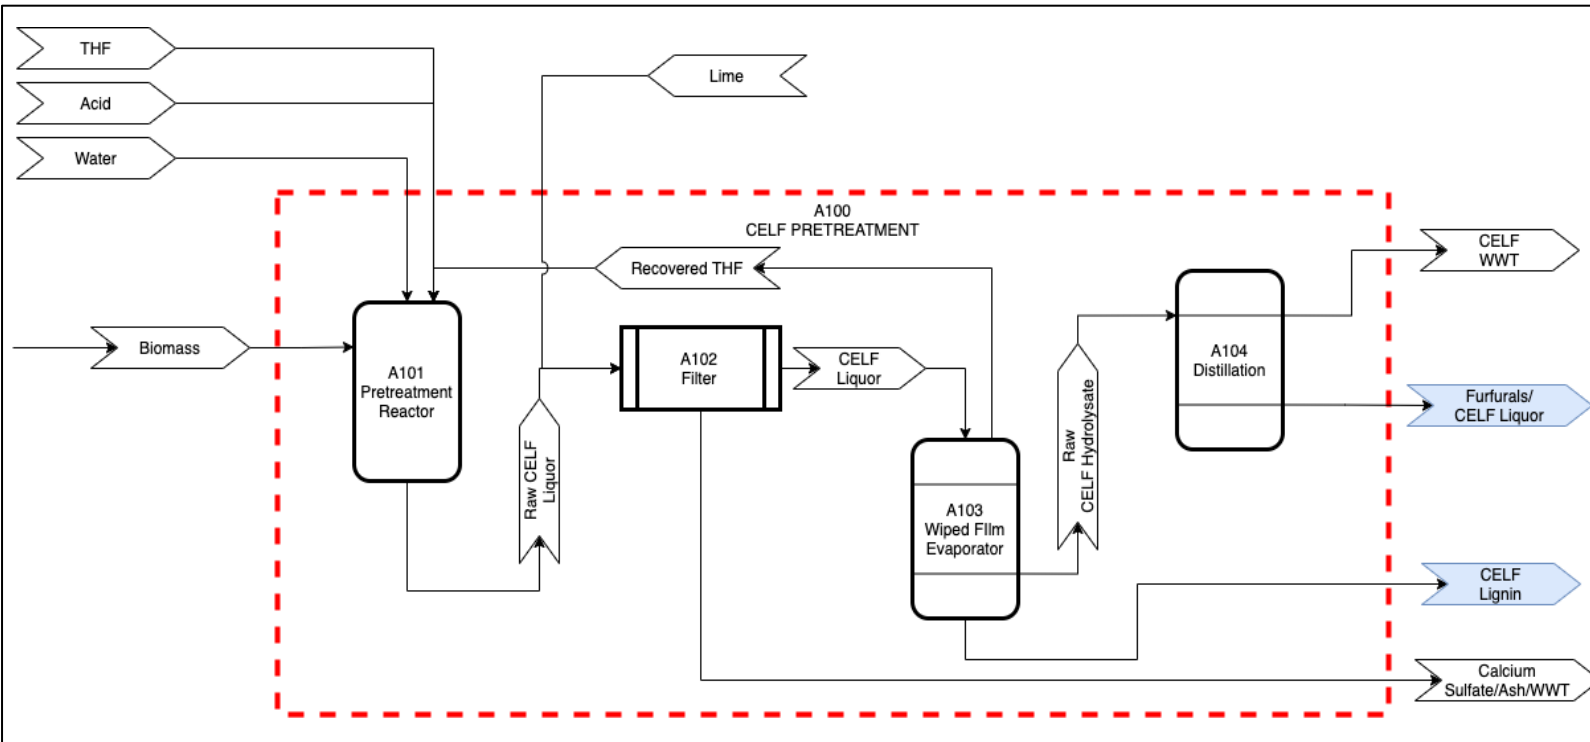 THF
Acid
Water
Lime
A100
CELF PRETREATMENT
Recovered THF
CELF
WWT
Biomass
A101
Pretreatment
Reactor
A102
Filter
CELF
Liquor
A104
Distillation
Furfurals/
CELF Liquor
Raw CELF
Liquor
Raw
CELF Hydrolysate
A103
Wiped FIlm
Evaporator
CELF
Lignin
Calcium
Sulfate/Ash/WWT